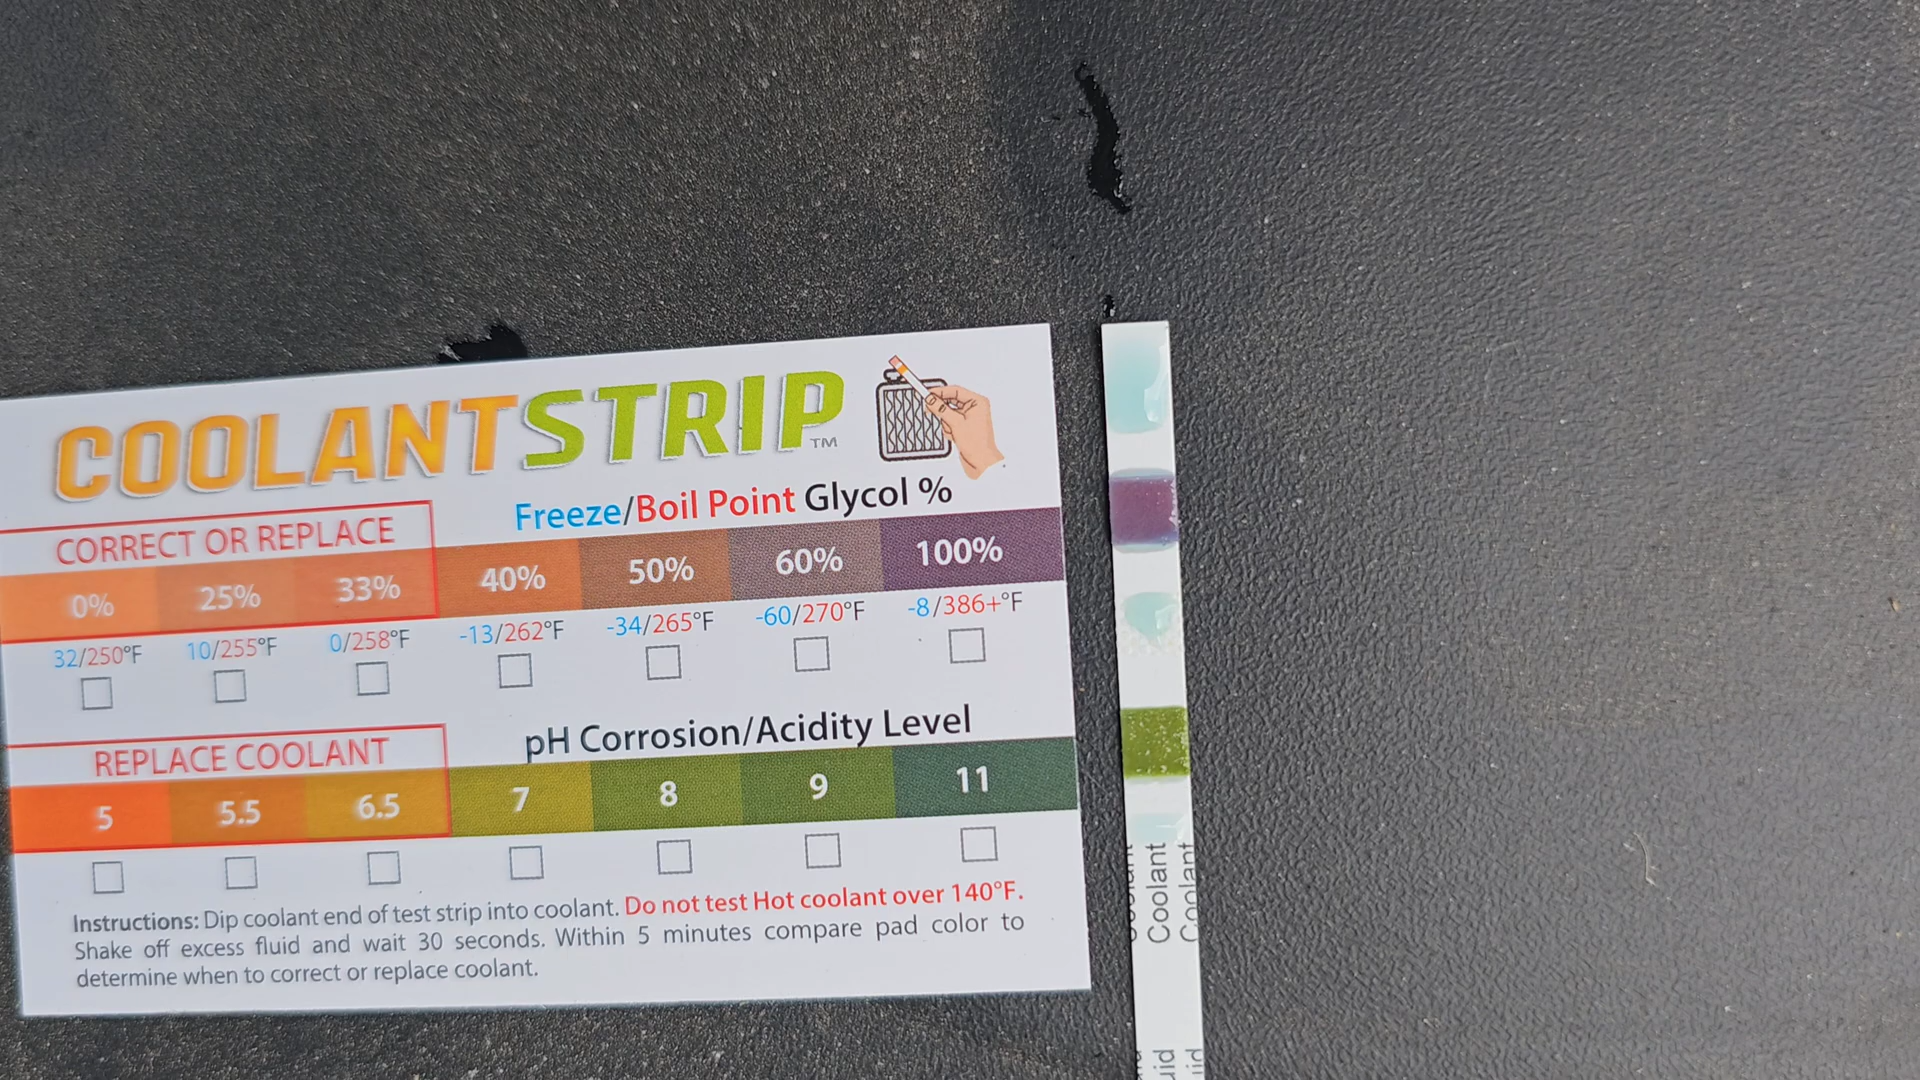 COOLANTSTRIP™
Freeze/Boil Point Glycol %
CORRECT OR REPLACE
0% 25% 33% 40% 50% 60% 100%
32/250°F 10/255°F 0/258°F -13/262°F -34/265°F -60/270°F -8/386+°F
pH Corrosion/Acidity Level
REPLACE COOLANT
5 5.5 6.5 7 8 9 11
Instructions: Dip coolant end of test strip into coolant. Do not test Hot coolant over 140°F.
Shake off excess fluid and wait 30 seconds. Within 5 minutes compare pad color to
determine when to correct or replace coolant.
Coolant
Coolant